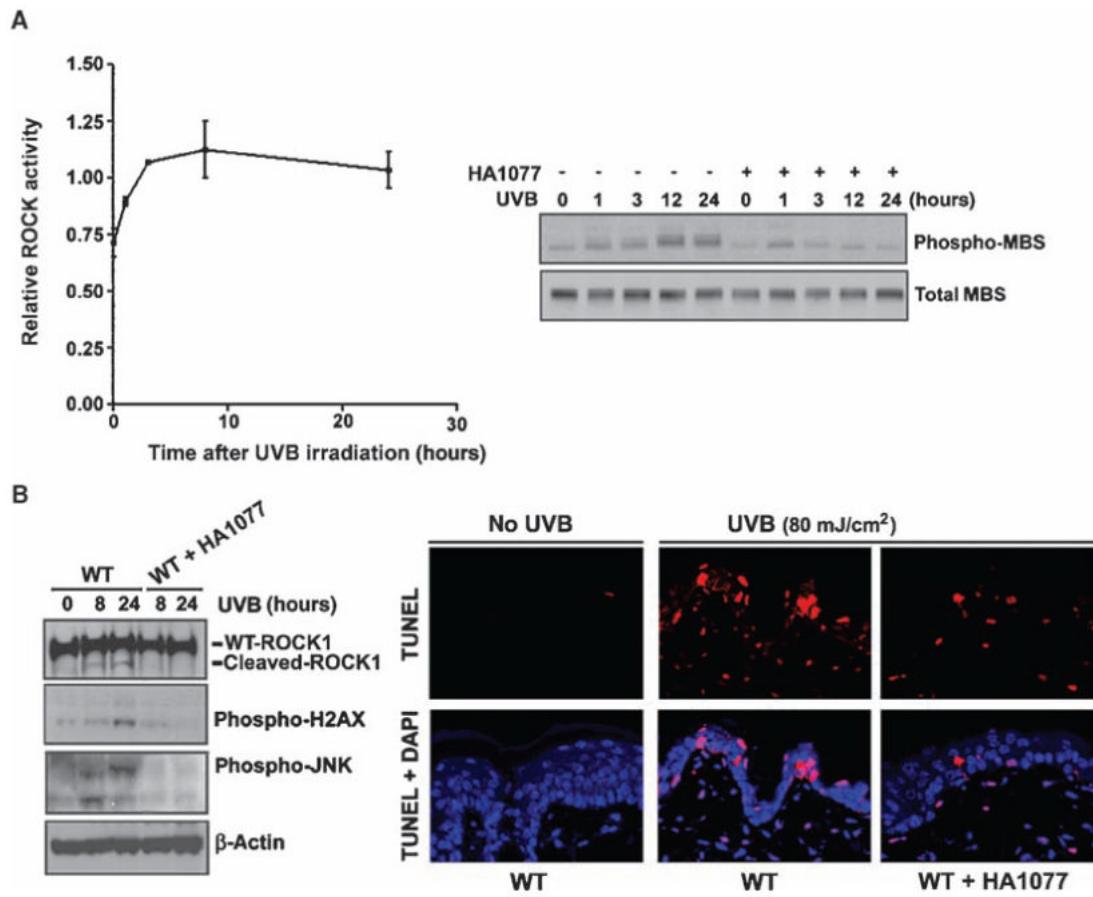 A
1.50
1.25
1.00
0.75
0.50
1.25
0.00
Relative ROCK activity
0 10 20 30
Time after UVB irradiation (hours)
HA1077 - - - - - + + + + +
UVB 0 1 3 12 24 0 1 3 12 24 (hours)
Phospho-MBS
Total MBS
B
WT
WT + HA1077
0 8 24 8 24 UVB (hours)
WT-ROCK1
Cleaved-ROCK1
Phospho-H2AX
Phospho-JNK
β-Actin
No UVB
UVB (80 mJ/cm²)
TUNEL
TUNEL + DAPI
WT
WT
WT + HA1077